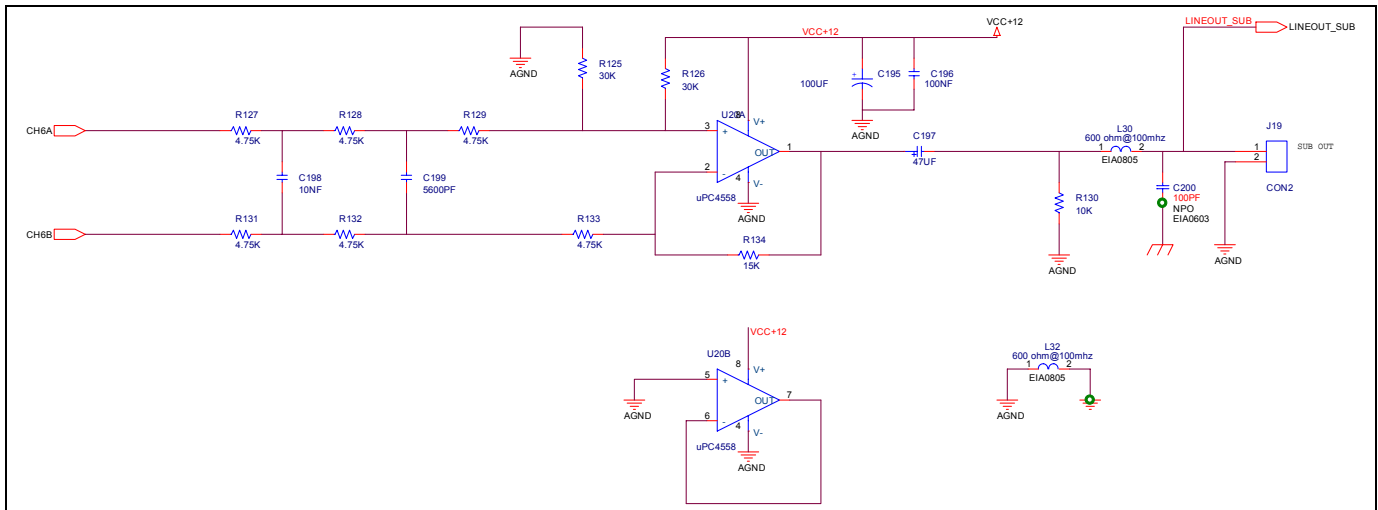 VCC+12
LINEOUT_SUB
LINEOUT_SUB
VCC+12
AGND
R125
30K
R126
30K
100UF
+
C195
C196
100NF
AGND
CH6A
R127
4.75K
R128
4.75K
R129
4.75K
U20A
8
V+
3
+
OUT
1
2
-
4
V-
uPC4558
AGND
C197
+
47UF
L30
600 ohm@100mhz
1
2
EIA0805
J19
1
2
SUB OUT
CON2
C198
10NF
C199
5600PF
R130
10K
AGND
C200
100PF
NPO
EIA0603
AGND
CH6B
R131
4.75K
R132
4.75K
R133
4.75K
R134
15K
VCC+12
U20B
8
V+
5
+
OUT
7
6
-
4
V-
uPC4558
AGND
AGND
L32
600 ohm@100mhz
1
2
EIA0805
AGND